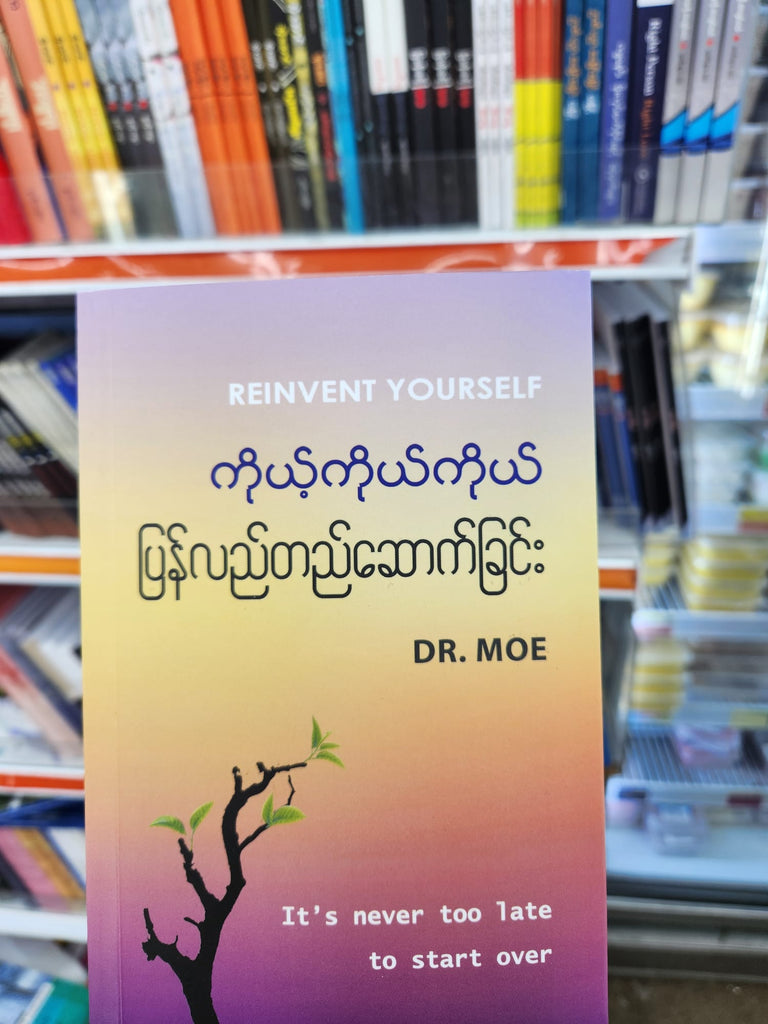 REINVENT YOURSELF
ကိုယ့်ကိုယ်ကိုယ်
ပြန်လည်တည်ဆောက်ခြင်း
DR. MOE
It's never too late
to start over